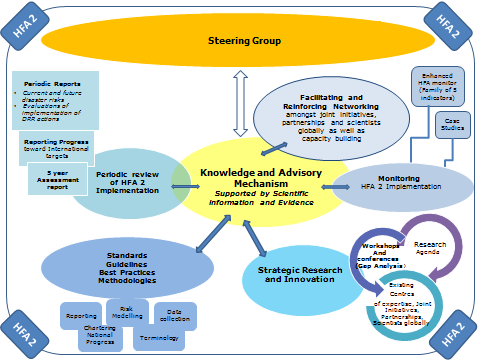 HFA 2
HFA 2
Steering Group
Periodic Reports
• Current and future
disaster risks
• Evaluations of
implementation of
DRR actions
Reporting Progress
toward International
targets
5 year
Assessment
report
Facilitating and
Reinforcing Networking
amongst joint initiatives,
partnerships and scientists
globally as well as
capacity building
Enhanced
HFA monitor
(Family of 5
indicators)
Case
Studies
Periodic review
of HFA 2
Implementation
Knowledge and Advisory
Mechanism
Supported by Scientific
Information and Evidence
Monitoring
HFA 2 Implementation
Standards
Guidelines
Best Practices
Methodologies
Strategic Research
and Innovation
Workshops
And
conferences
(Gap Analysis)
Research
Agenda
Existing
Centres
of expertise, Joint
Initiatives,
Partnerships,
Scientists globally
Reporting
Risk
Modelling
Data
collection
Chartering
National
Progress
Terminology
HFA 2
HFA 2